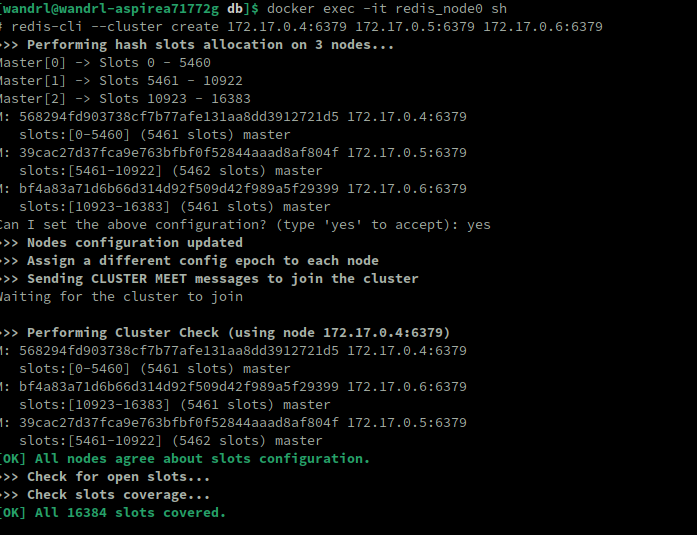 [wandrl@wandrl-aspirea71772g db]$ docker exec -it redis_node0 sh
# redis-cli --cluster create 172.17.0.4:6379 172.17.0.5:6379 172.17.0.6:6379
>>> Performing hash slots allocation on 3 nodes...
Master[0] -> Slots 0 - 5460
Master[1] -> Slots 5461 - 10922
Master[2] -> Slots 10923 - 16383
M: 568294fd903738cf7b77afe131aa8dd3912721d5 172.17.0.4:6379
   slots:[0-5460] (5461 slots) master
M: 39cac27d37fca9e763bfbf0f52844aaad8af804f 172.17.0.5:6379
   slots:[5461-10922] (5462 slots) master
M: bf4a83a71d6b66d314d92f509d42f989a5f29399 172.17.0.6:6379
   slots:[10923-16383] (5461 slots) master
Can I set the above configuration? (type 'yes' to accept): yes
>>> Nodes configuration updated
>>> Assign a different config epoch to each node
>>> Sending CLUSTER MEET messages to join the cluster
Waiting for the cluster to join

>>> Performing Cluster Check (using node 172.17.0.4:6379)
M: 568294fd903738cf7b77afe131aa8dd3912721d5 172.17.0.4:6379
   slots:[0-5460] (5461 slots) master
M: bf4a83a71d6b66d314d92f509d42f989a5f29399 172.17.0.6:6379
   slots:[10923-16383] (5461 slots) master
M: 39cac27d37fca9e763bfbf0f52844aaad8af804f 172.17.0.5:6379
   slots:[5461-10922] (5462 slots) master
[OK] All nodes agree about slots configuration.
>>> Check for open slots...
>>> Check slots coverage...
[OK] All 16384 slots covered.